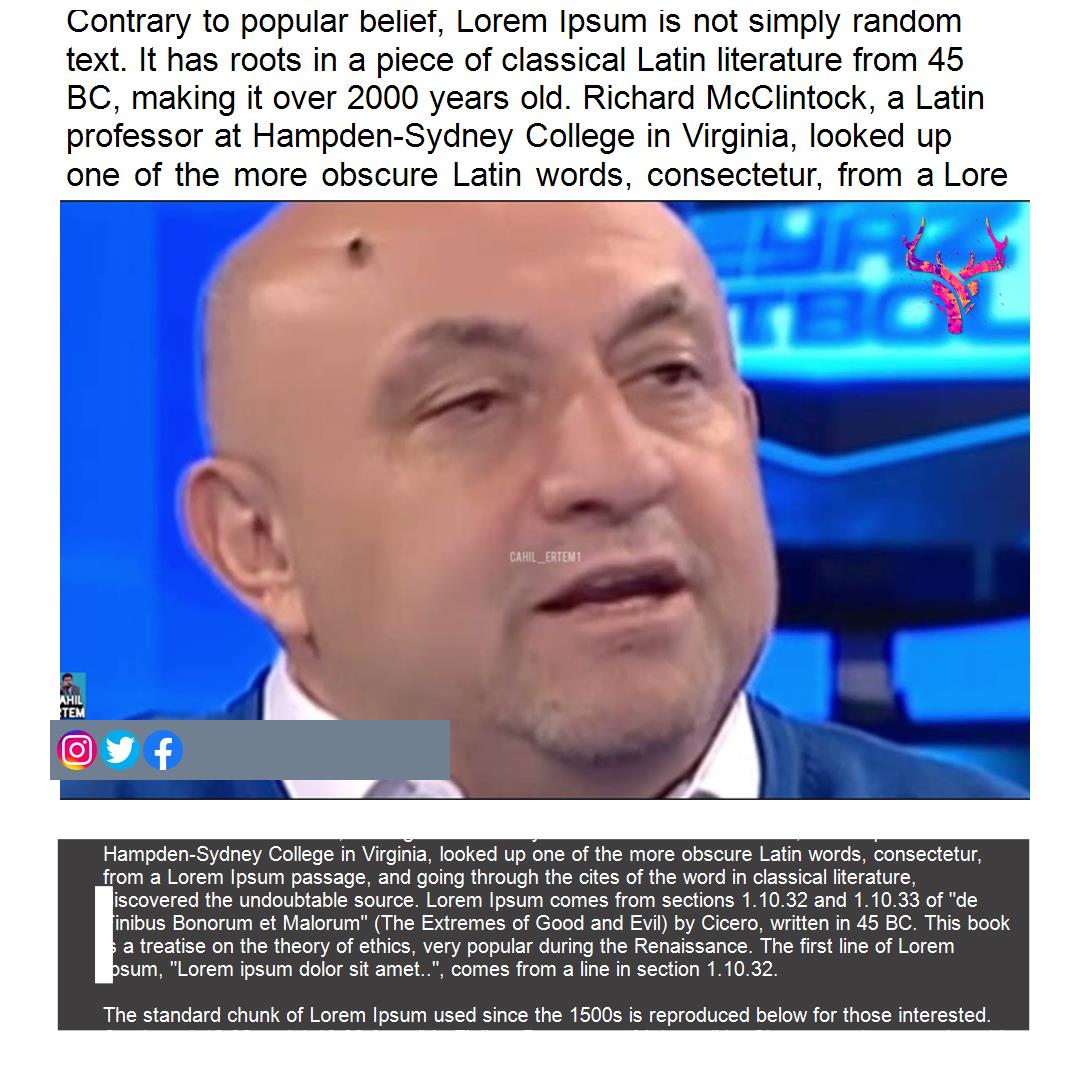 Contrary to popular belief, Lorem Ipsum is not simply random
text. It has roots in a piece of classical Latin literature from 45
BC, making it over 2000 years old. Richard McClintock, a Latin
professor at Hampden-Sydney College in Virginia, looked up
one of the more obscure Latin words, consectetur, from a Lore
CAHIL_ERTEM1
AHIL
RTEM
Hampden-Sydney College in Virginia, looked up one of the more obscure Latin words, consectetur,
from a Lorem Ipsum passage, and going through the cites of the word in classical literature,
iscovered the undoubtable source. Lorem Ipsum comes from sections 1.10.32 and 1.10.33 of "de
inibus Bonorum et Malorum" (The Extremes of Good and Evil) by Cicero, written in 45 BC. This book
s a treatise on the theory of ethics, very popular during the Renaissance. The first line of Lorem
psum, "Lorem ipsum dolor sit amet..", comes from a line in section 1.10.32.
The standard chunk of Lorem Ipsum used since the 1500s is reproduced below for those interested.